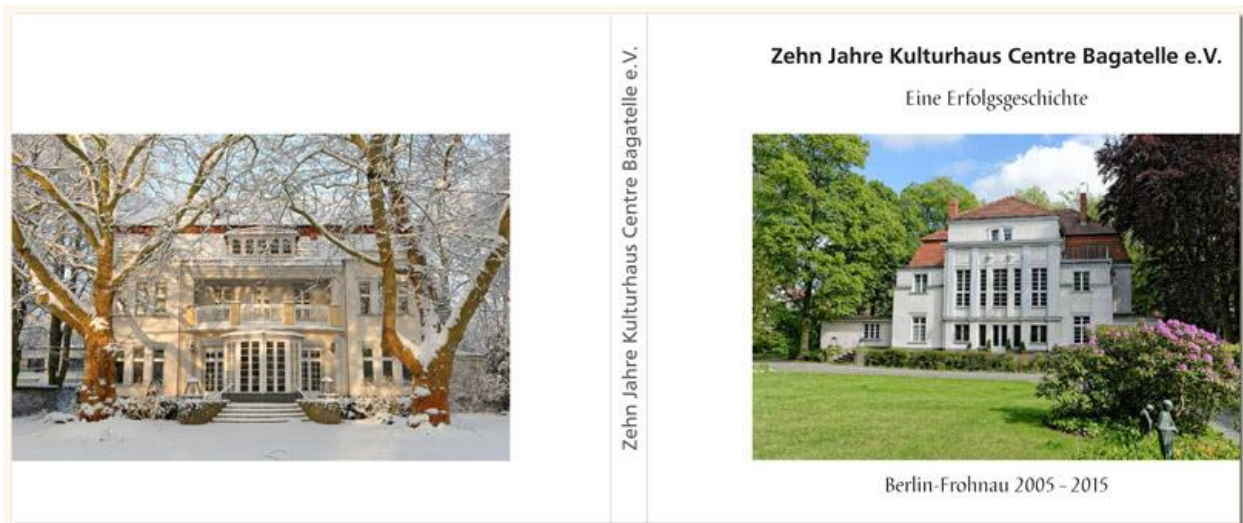 Zehn Jahre Kulturhaus Centre Bagatelle e.V.
Zehn Jahre Kulturhaus Centre Bagatelle e.V.
Eine Erfolgsgeschichte
Berlin-Frohnau 2005 – 2015